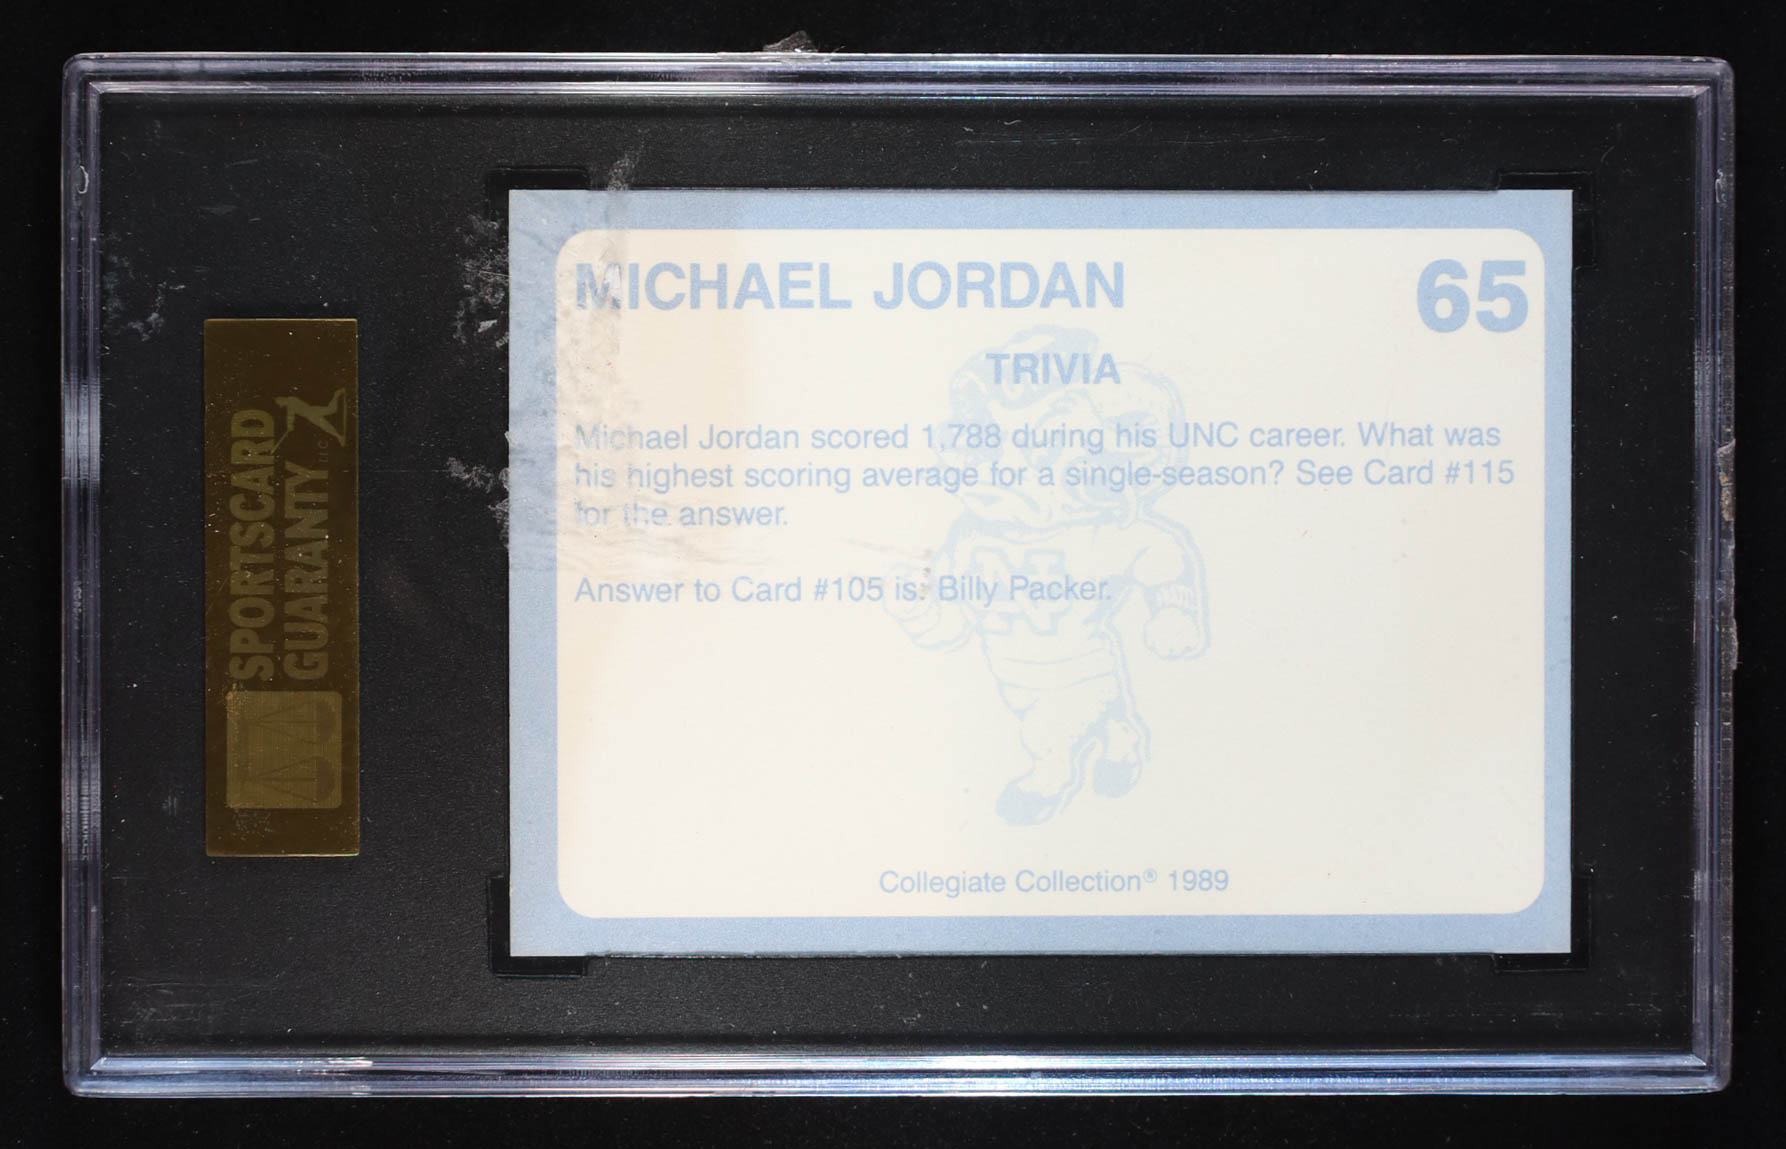 MICHAEL JORDAN
65
TRIVIA
Michael Jordan scored 1,788 during his UNC career. What was
his highest scoring average for a single-season? See Card #115
for the answer.
Answer to Card #105 is: Billy Packer.
Collegiate Collection® 1989
SPORTSCARD
GUARANTY LLC
NC